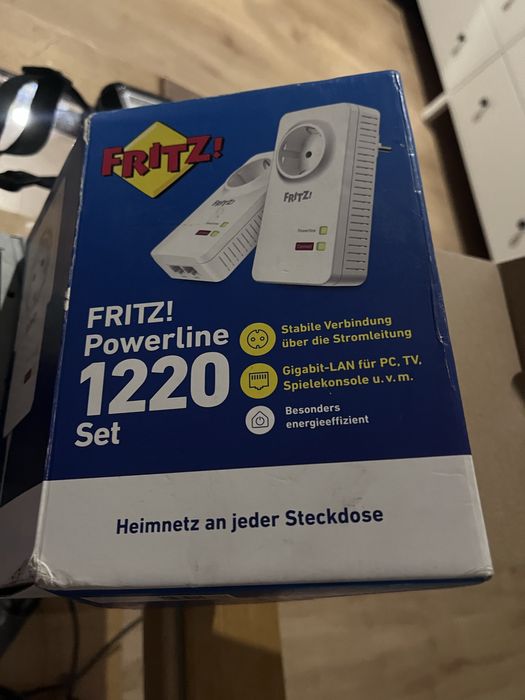 FRITZ!
FRITZ!
Powerline
Connect
FRITZ!
Powerline
1220
Set
Stabile Verbindung
über die Stromleitung
Gigabit-LAN für PC, TV,
Spielekonsole u. v. m.
Besonders
energieeffizient
Heimnetz an jeder Steckdose